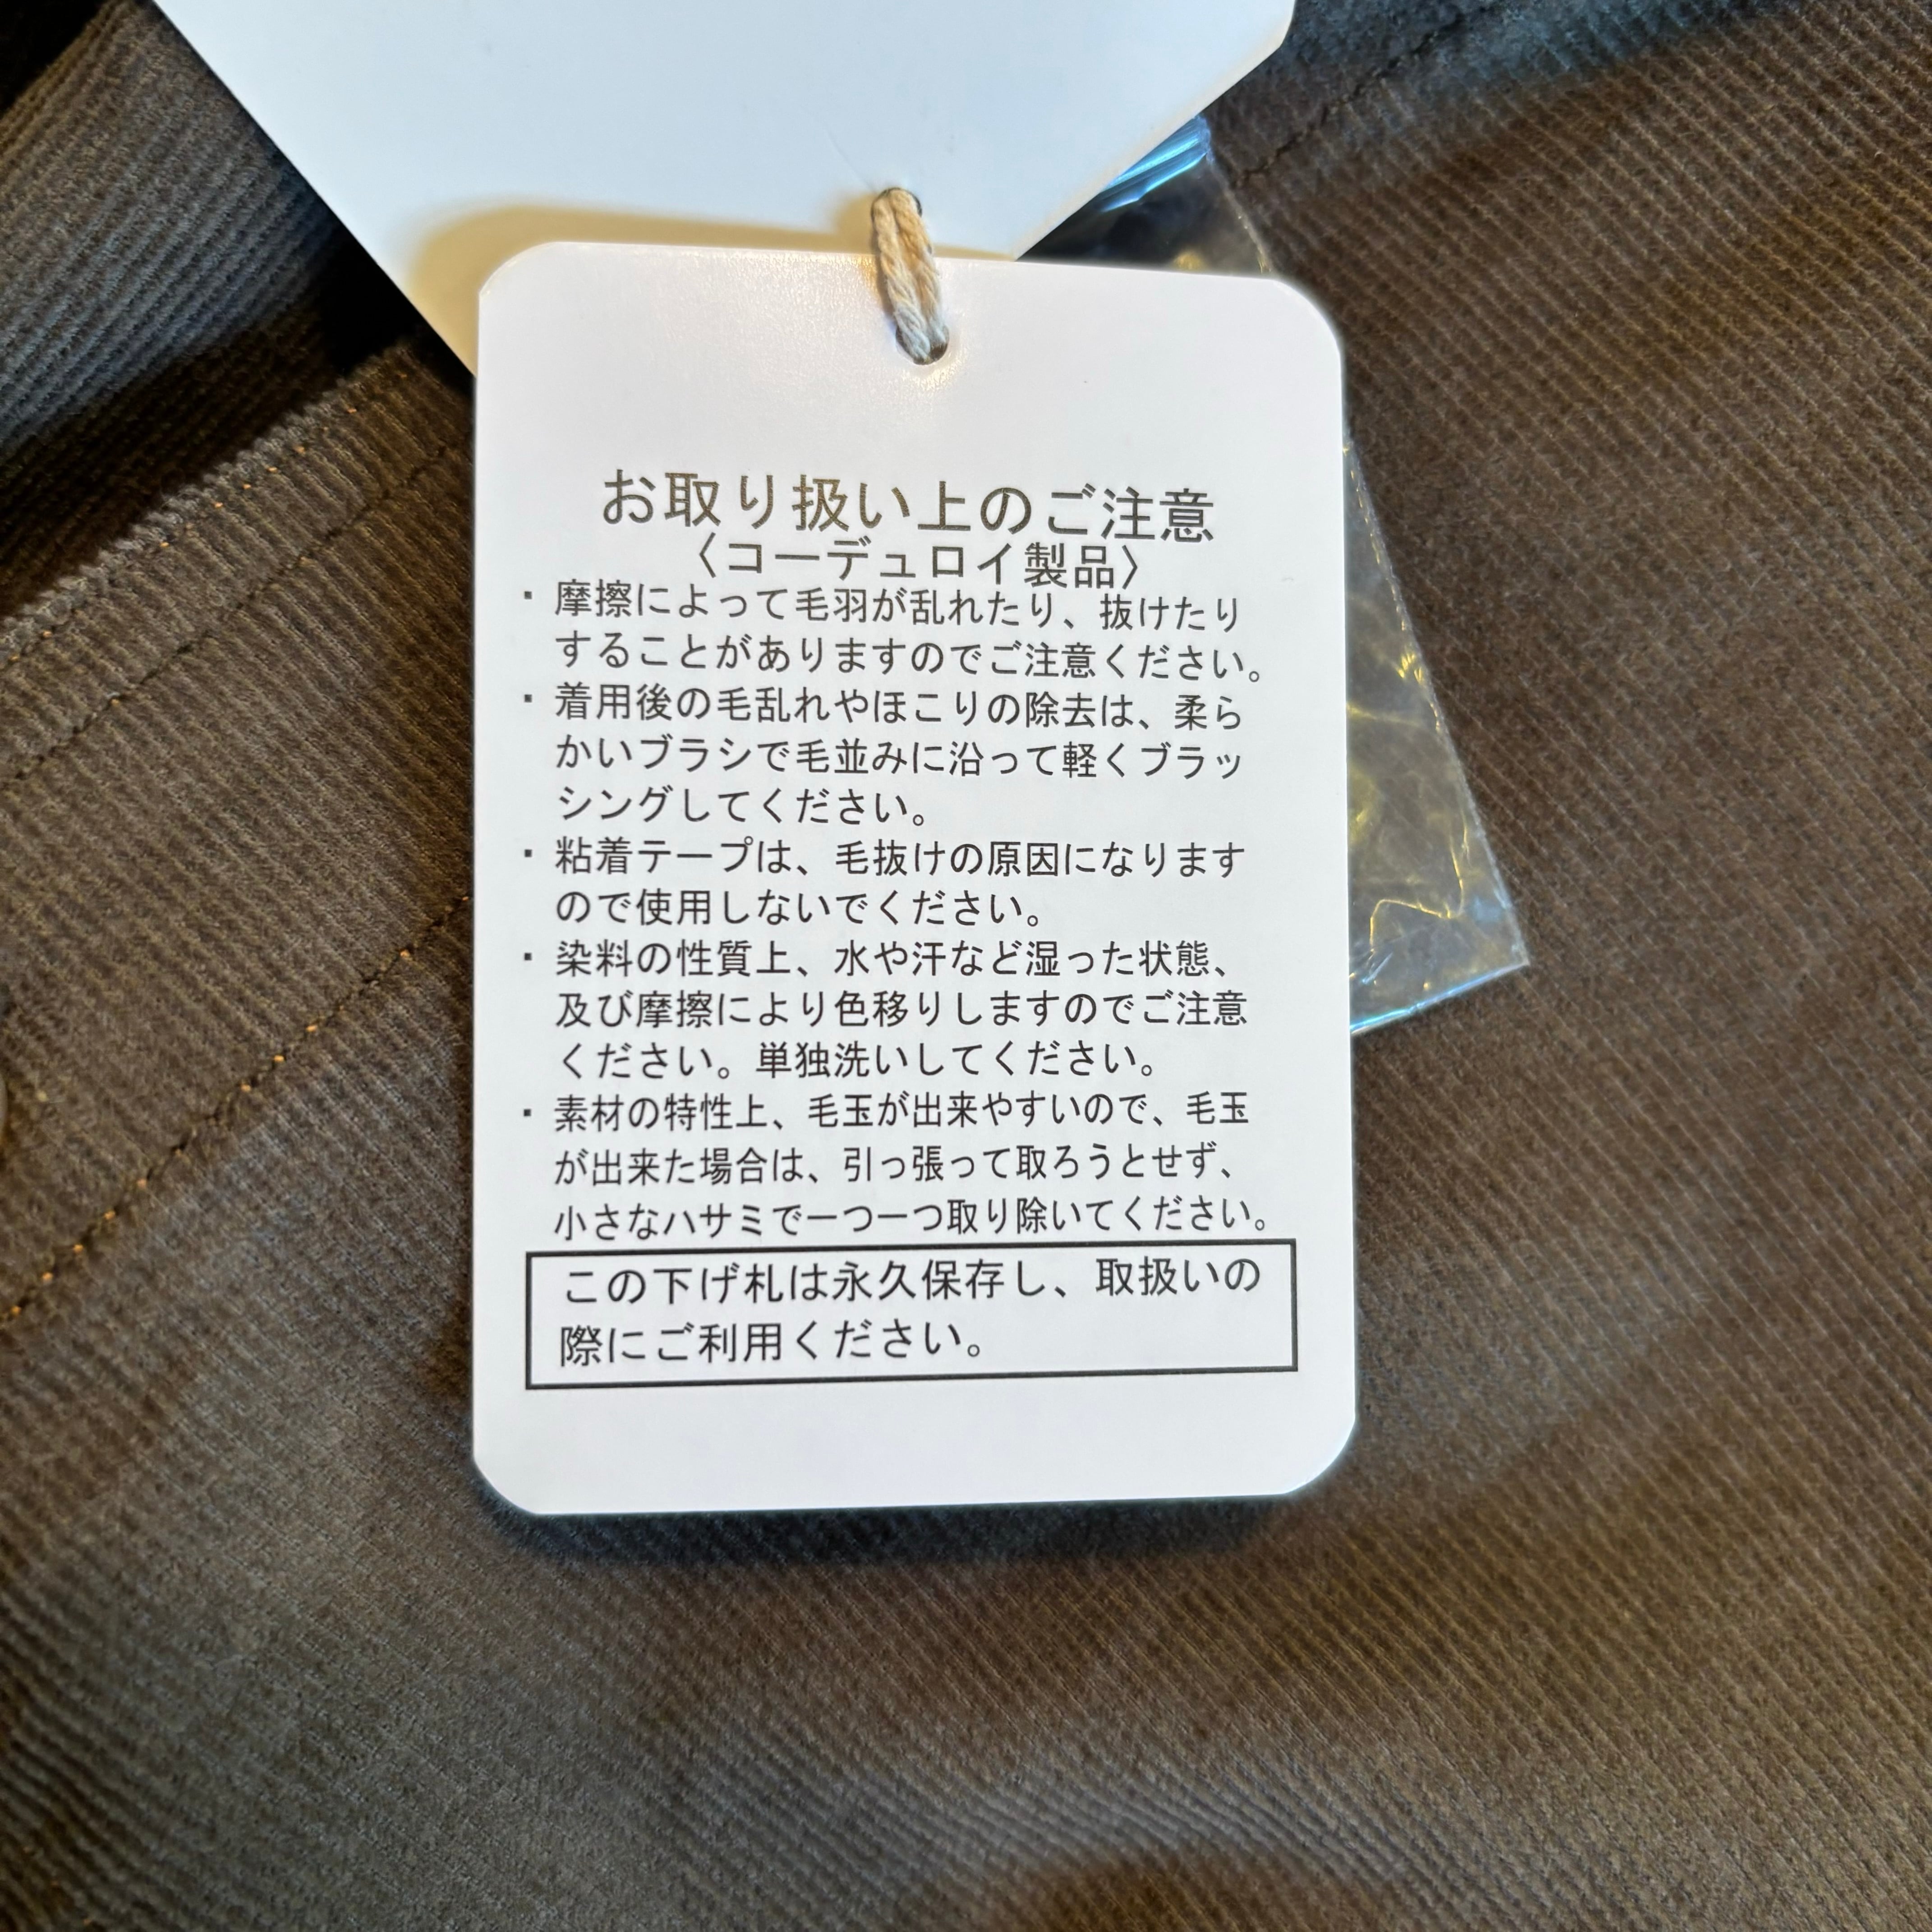 お取り扱い上のご注意
〈コーデュロイ製品〉
・摩擦によって毛羽が乱れたり、抜けたり
することがありますのでご注意ください。
・着用後の毛乱れやほこりの除去は、柔ら
かいブラシで毛並みに沿って軽くブラッ
シングしてください。
・粘着テープは、毛抜けの原因になります
ので使用しないでください。
・染料の性質上、水や汗など湿った状態、
及び摩擦により色移りしますのでご注意
ください。単独洗いしてください。
・素材の特性上、毛玉が出来やすいので、毛玉
が出来た場合は、引っ張って取ろうとせず、
小さなハサミで一つ一つ取り除いてください。
この下げ札は永久保存し、取扱いの
際にご利用ください。